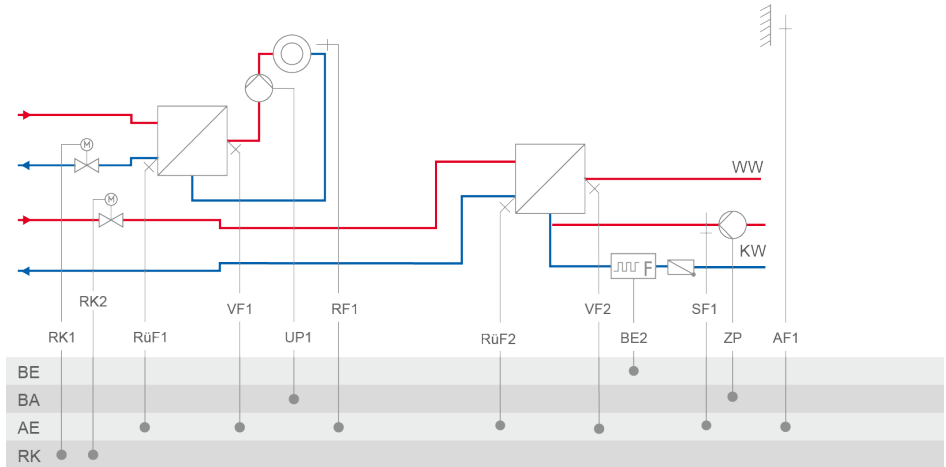 M
M
WW
KW
F
RK2
VF1
RF1
VF2
SF1
RK1
RüF1
UP1
RüF2
BE2
ZP
AF1
BE
BA
AE
RK